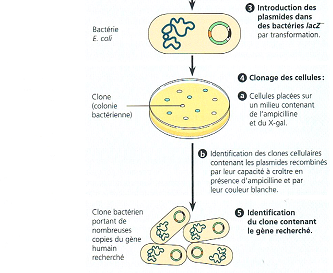 ❸ Introduction des
plasmides dans
des bactéries lacZ⁻
par transformation.
Bactérie
E. coli
❹ Clonage des cellules :
ⓐ Cellules placées sur
un milieu contenant
de l'ampicilline
et du X-gal.
Clone
(colonie
bactérienne)
ⓑ Identification des clones cellulaires
contenant les plasmides recombinés
par leur capacité à croître en
présence d'ampicilline et par
leur couleur blanche.
Clone bactérien
portant de
nombreuses
copies du gène
humain
recherché
❺ Identification
du clone contenant
le gène recherché.